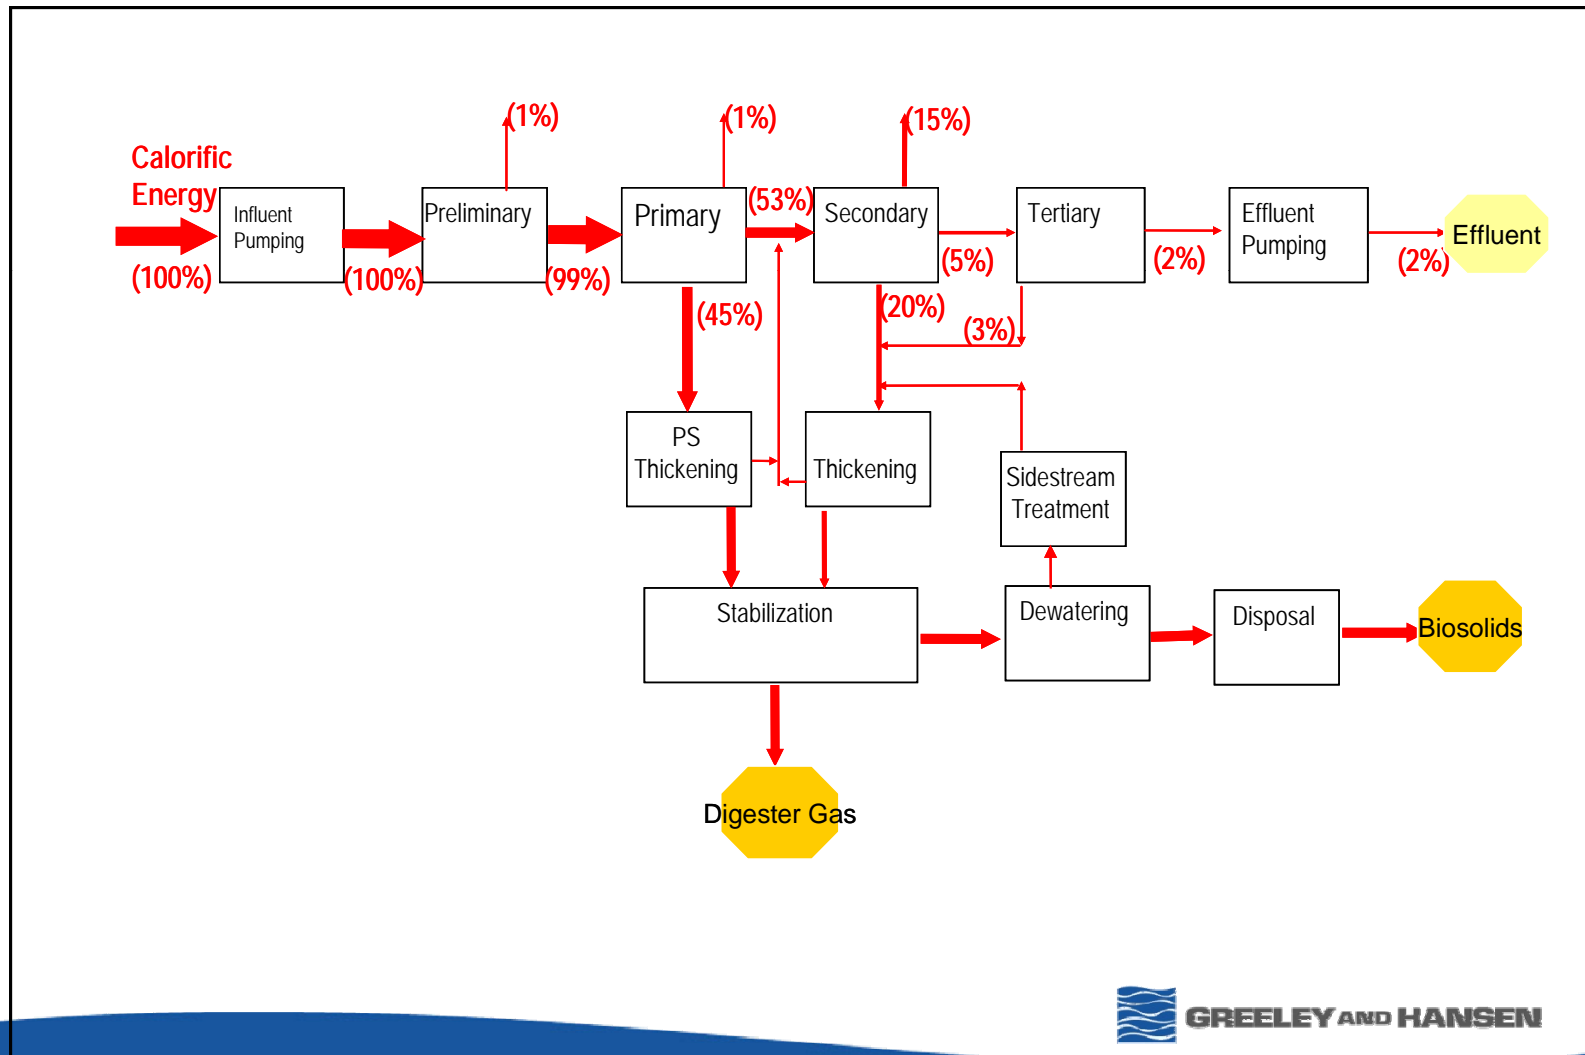 (1%)
(1%)
(15%)
Calorific
Energy
(53%)
Influent
Pumping
Preliminary
Primary
Secondary
Tertiary
Effluent
Pumping
Effluent
(100%)
(100%)
(99%)
(5%)
(2%)
(2%)
(45%)
(20%)
(3%)
PS
Thickening
Thickening
Sidestream
Treatment
Stabilization
Dewatering
Disposal
Biosolids
Digester Gas
GREELEY AND HANSEN